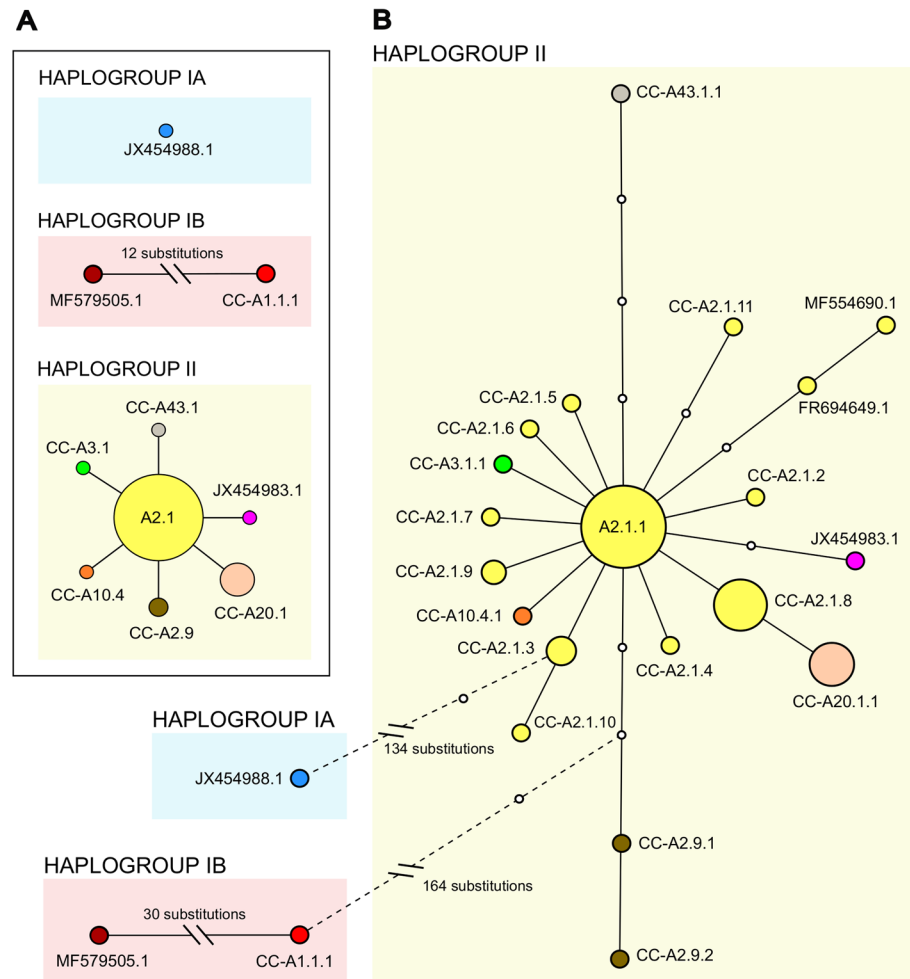 A
HAPLOGROUP IA
JX454988.1
HAPLOGROUP IB
12 substitutions
MF579505.1
CC-A1.1.1
HAPLOGROUP II
CC-A43.1
CC-A3.1
JX454983.1
A2.1
CC-A10.4
CC-A20.1
CC-A2.9
B
HAPLOGROUP II
CC-A43.1.1
CC-A2.1.11
MF554690.1
CC-A2.1.5
FR694649.1
CC-A2.1.6
CC-A3.1.1
CC-A2.1.2
CC-A2.1.7
A2.1.1
JX454983.1
CC-A2.1.9
CC-A2.1.8
CC-A10.4.1
CC-A2.1.3
CC-A2.1.4
CC-A20.1.1
CC-A2.1.10
HAPLOGROUP IA
134 substitutions
JX454988.1
CC-A2.9.1
HAPLOGROUP IB
164 substitutions
30 substitutions
MF579505.1
CC-A1.1.1
CC-A2.9.2